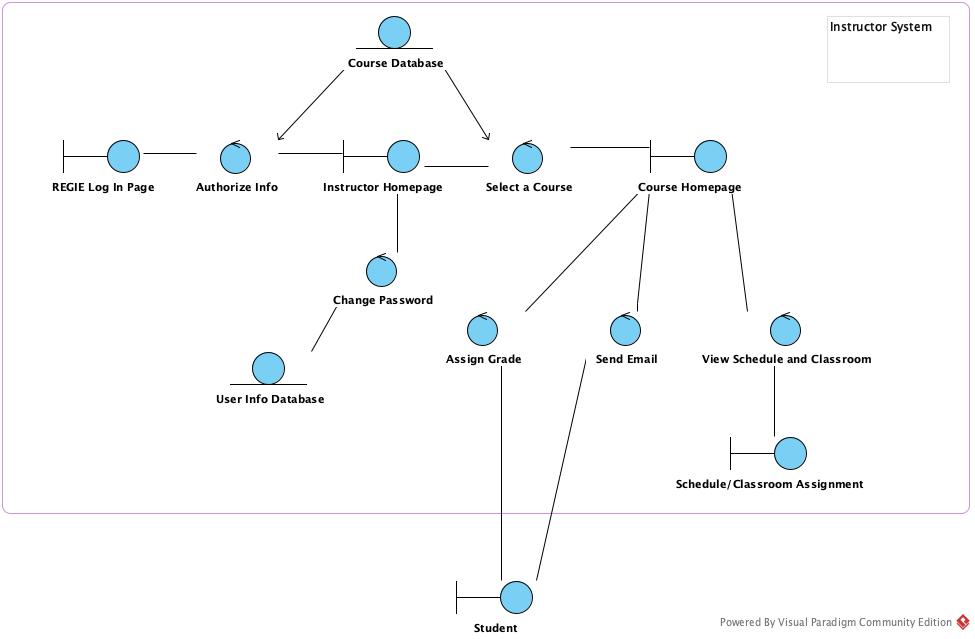 Instructor System
Course Database
REGIE Log In Page
Authorize Info
Instructor Homepage
Select a Course
Course Homepage
Change Password
Assign Grade
Send Email
View Schedule and Classroom
User Info Database
Schedule/Classroom Assignment
Student
Powered By Visual Paradigm Community Edition